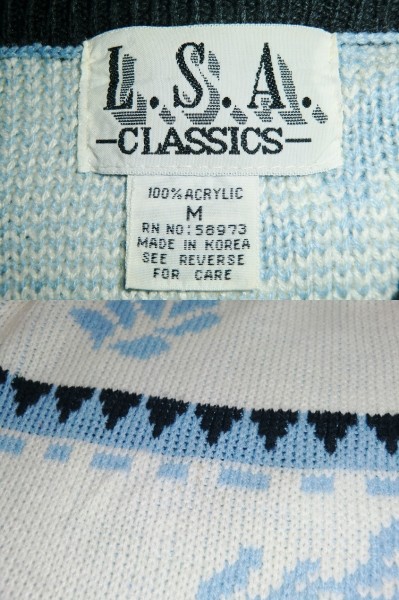 L.S.A.
-CLASSICS-
100% ACRYLIC
M
RN NO: 58973
MADE IN KOREA
SEE REVERSE
FOR CARE